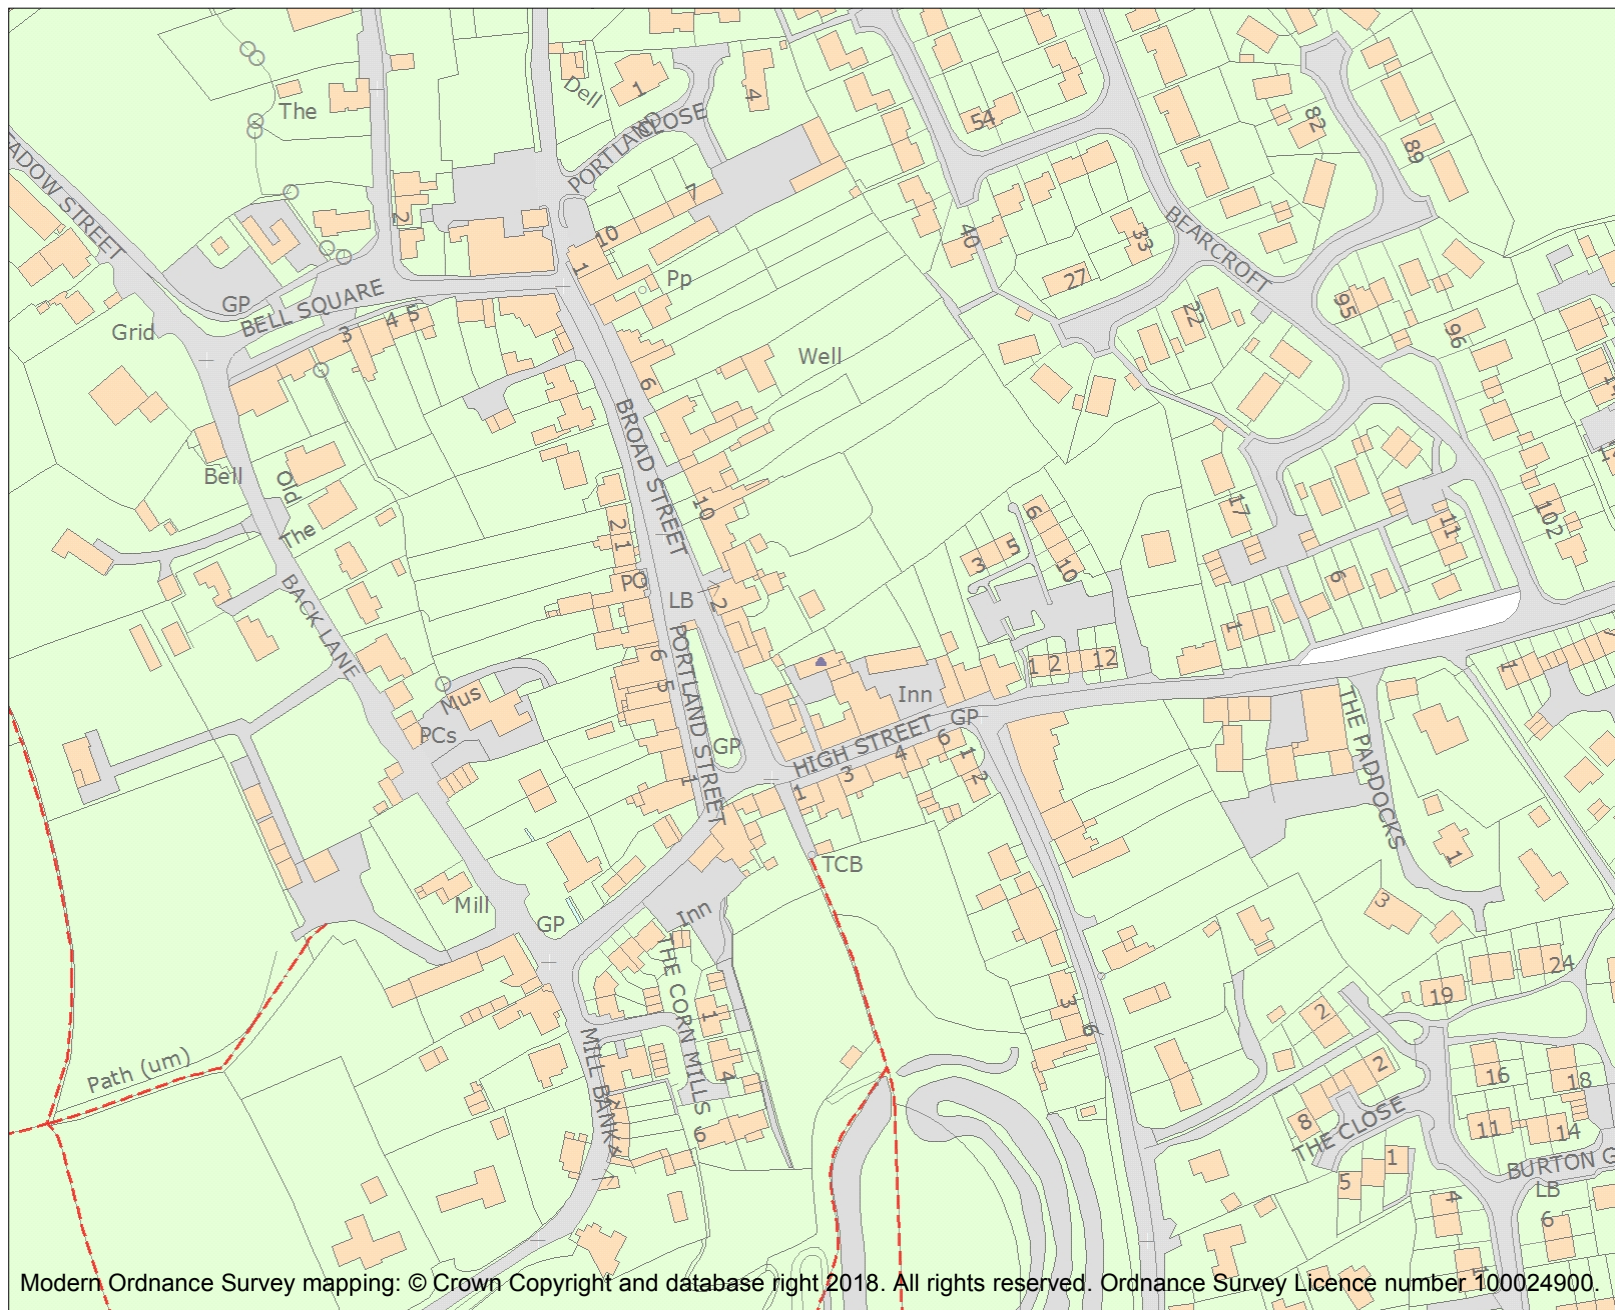 Dell
1
4
The
PORTLAND
CLOSE
54
82
89
ADOW STREET
2
7
10
1
40
33
27
BEARCROFT
Pp
GP
BELL SQUARE
3
4
5
Grid
22
95
96
Well
6
BROAD STREET
Bell
Old
The
10
17
11
102
2
1
6
5
3
10
6
PO
LB
2
BACK LANE
1
6
5
PORTLAND STREET
1 2
12
Inn
1
Mus
PCs
GP
HIGH STREET
GP
6
4
3
1
1
2
1
THE PADDOCKS
TCB
1
3
Mill
GP
Inn
THE CORN MILLS
1
4
6
MILL BANK
3
6
24
19
2
2
8
THE CLOSE
16
18
11
14
BURTON G
1
5
4
LB
6
1
Path (um)
Modern Ordnance Survey mapping: © Crown Copyright and database right 2018. All rights reserved. Ordnance Survey Licence number 100024900.